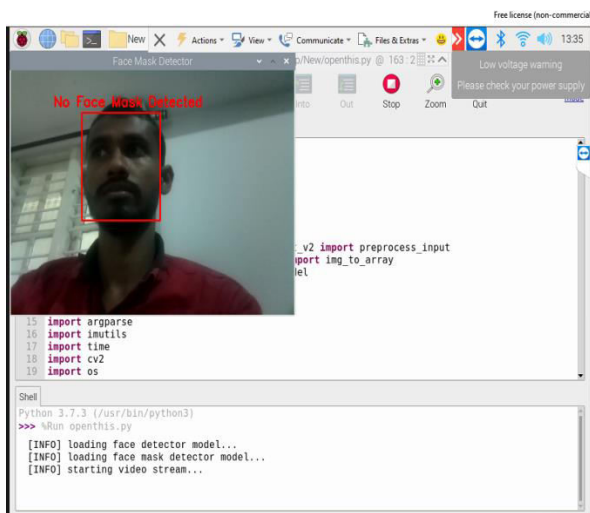 Free license (non-commercial
New
Actions
View
Communicate
Files & Extras
13:35
Face Mask Detector
p/New/openthis.py @ 163:2
Low voltage warning
Please check your power supply
No Face Mask Detected
Into
Out
Stop
Zoom
Quit
_v2 import preprocess_input
import img_to_array
del
15 import argparse
16 import imutils
17 import time
18 import cv2
19 import os
Shell
Python 3.7.3 (/usr/bin/python3)
>>> %Run openthis.py
[INFO] loading face detector model...
[INFO] loading face mask detector model...
[INFO] starting video stream...